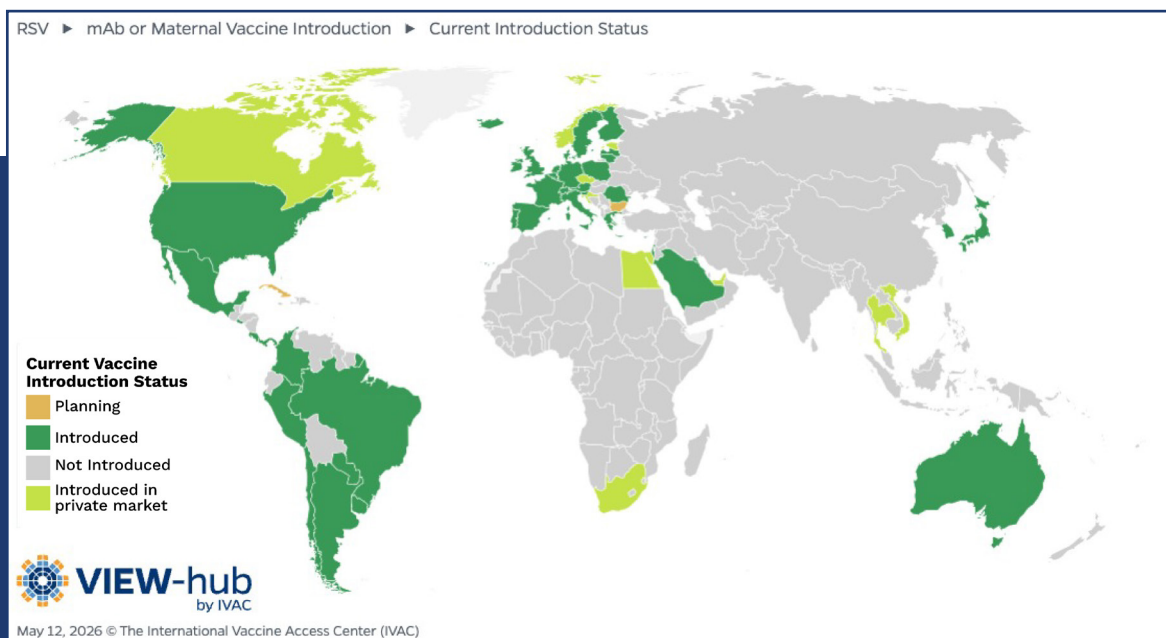 RSV ▶ mAb or Maternal Vaccine Introduction ▶ Current Introduction Status
Current Vaccine
Introduction Status
Planning
Introduced
Not Introduced
Introduced in
private market
VIEW-hub
by IVAC
May 12, 2026 © The International Vaccine Access Center (IVAC)